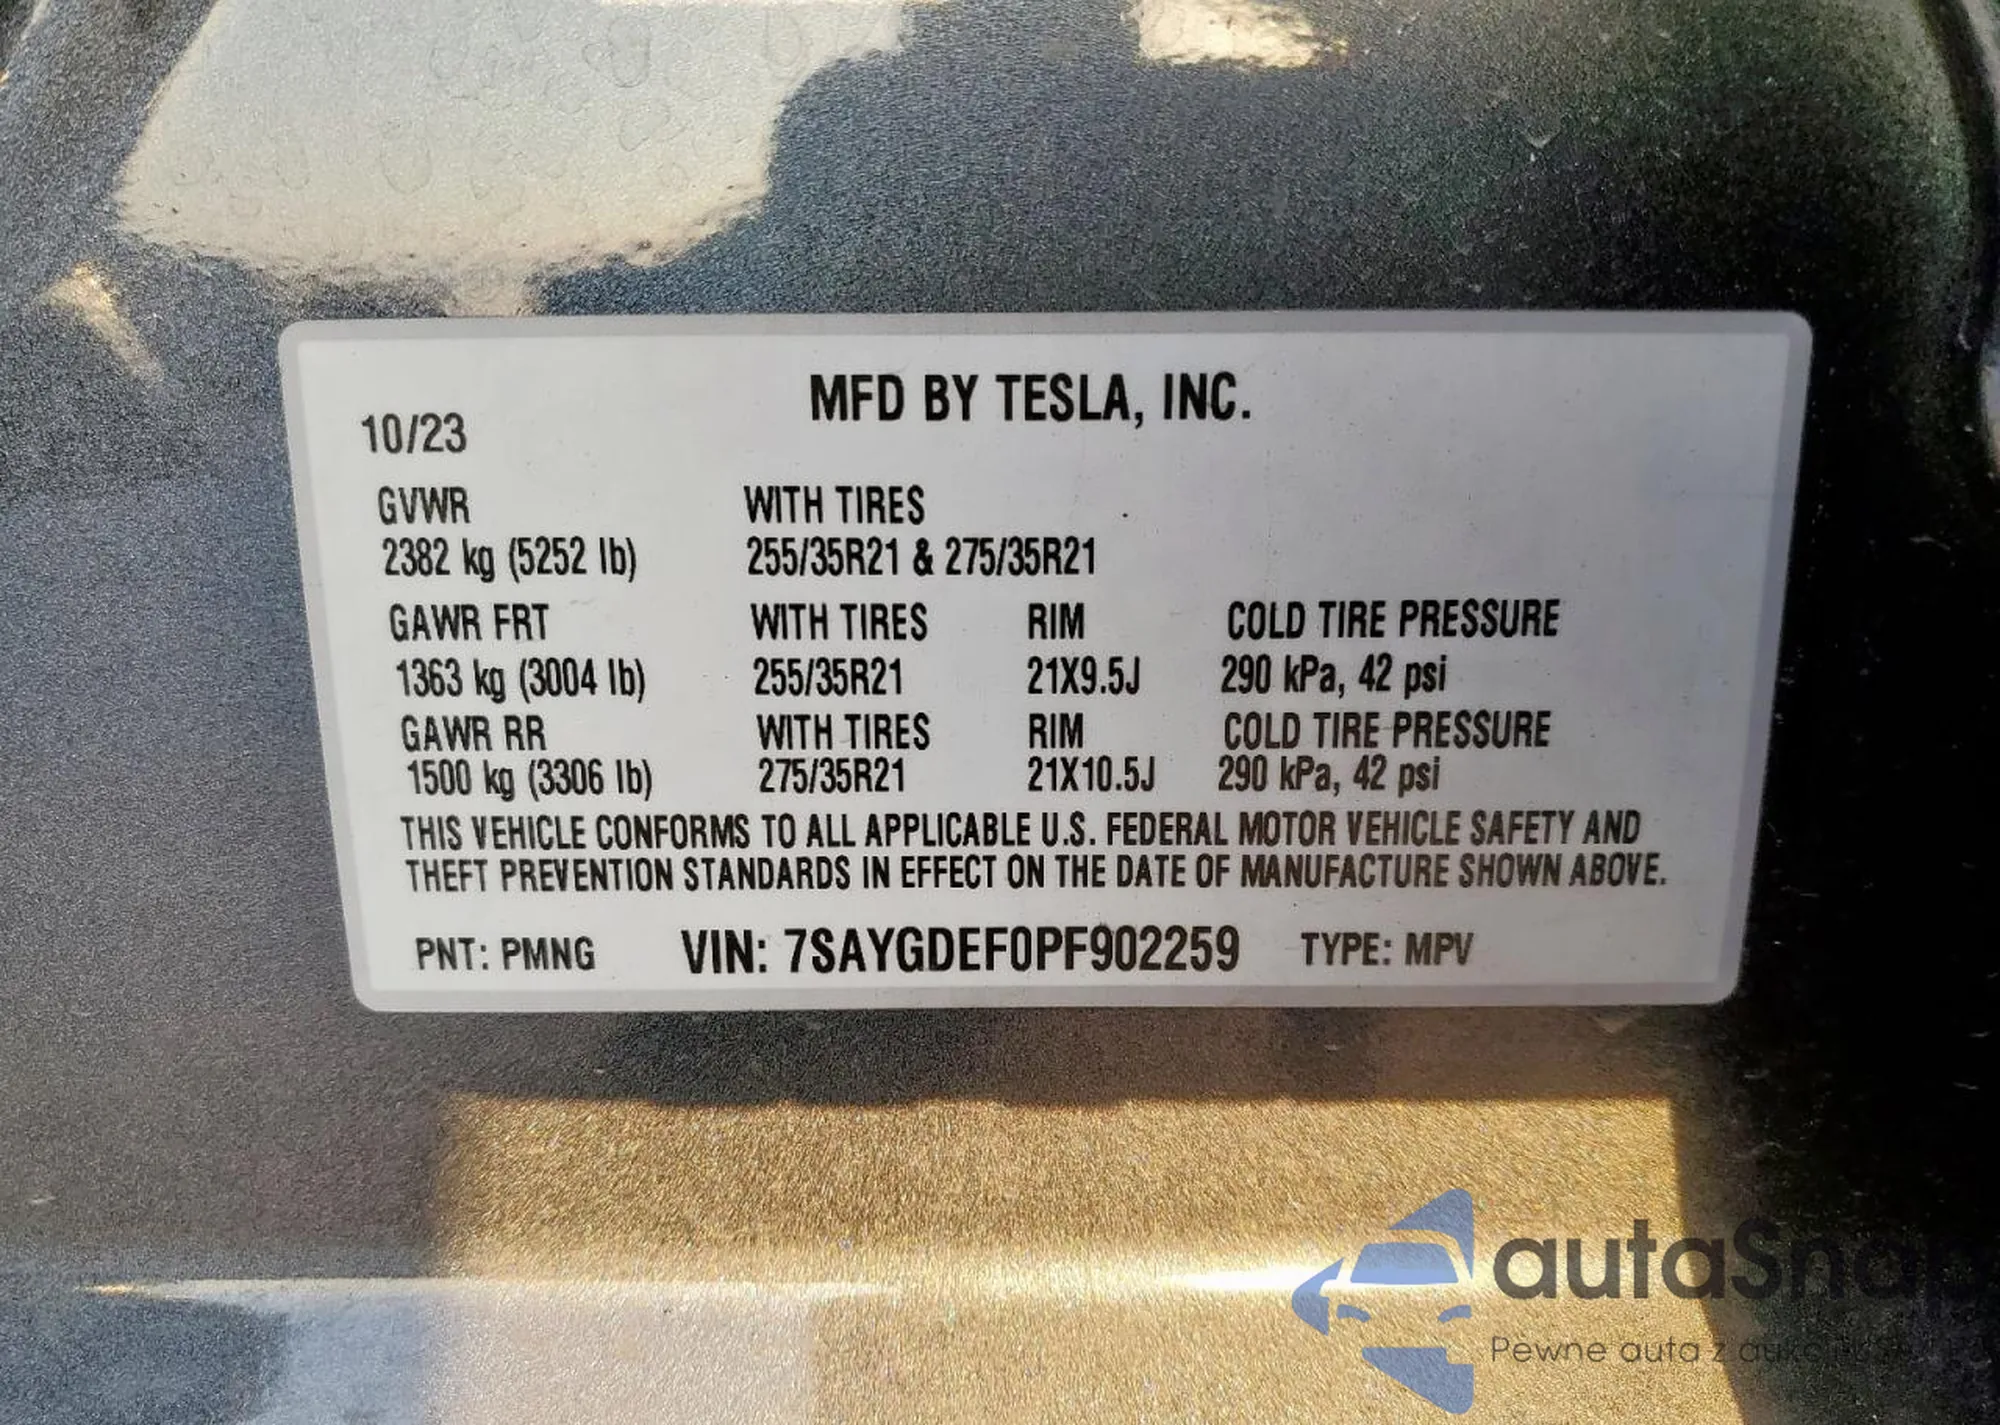 MFD BY TESLA, INC.
10/23
GVWR WITH TIRES
2382 kg (5252 lb) 255/35R21 & 275/35R21
GAWR FRT WITH TIRES RIM COLD TIRE PRESSURE
1363 kg (3004 lb) 255/35R21 21X9.5J 290 kPa, 42 psi
GAWR RR WITH TIRES RIM COLD TIRE PRESSURE
1500 kg (3306 lb) 275/35R21 21X10.5J 290 kPa, 42 psi
THIS VEHICLE CONFORMS TO ALL APPLICABLE U.S. FEDERAL MOTOR VEHICLE SAFETY AND
THEFT PREVENTION STANDARDS IN EFFECT ON THE DATE OF MANUFACTURE SHOWN ABOVE.
PNT: PMNG VIN: 7SAYGDEF0PF902259 TYPE: MPV
autaSnap
Pewne auta z